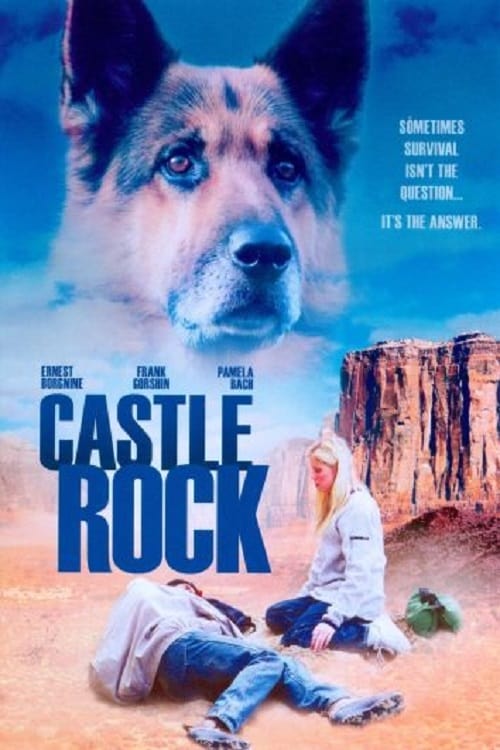 SOMETIMES
SURVIVAL
ISN'T THE
QUESTION...
IT'S THE ANSWER.
ERNEST FRANK PAMELA
BORGNINE GORSHIN BACH
CASTLE
ROCK